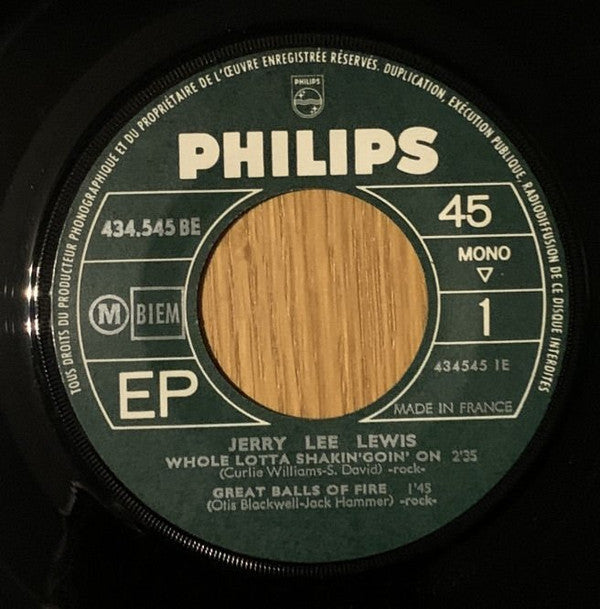 TOUS DROITS DU PRODUCTEUR PHONOGRAPHIQUE ET DU PROPRIÉTAIRE DE L'ŒUVRE ENREGISTRÉE RÉSERVÉS. DUPLICATION, EXÉCUTION PUBLIQUE, RADIODIFFUSION DE CE DISQUE INTERDITES
PHILIPS
PHILIPS
434.545 BE
45
MONO
M BIEM
1
434545 1E
EP
MADE IN FRANCE
JERRY LEE LEWIS
WHOLE LOTTA SHAKIN'GOIN' ON 2'35
(Curlie Williams-S. David) -rock-
GREAT BALLS OF FIRE 1'45
(Otis Blackwell-Jack Hammer) -rock-